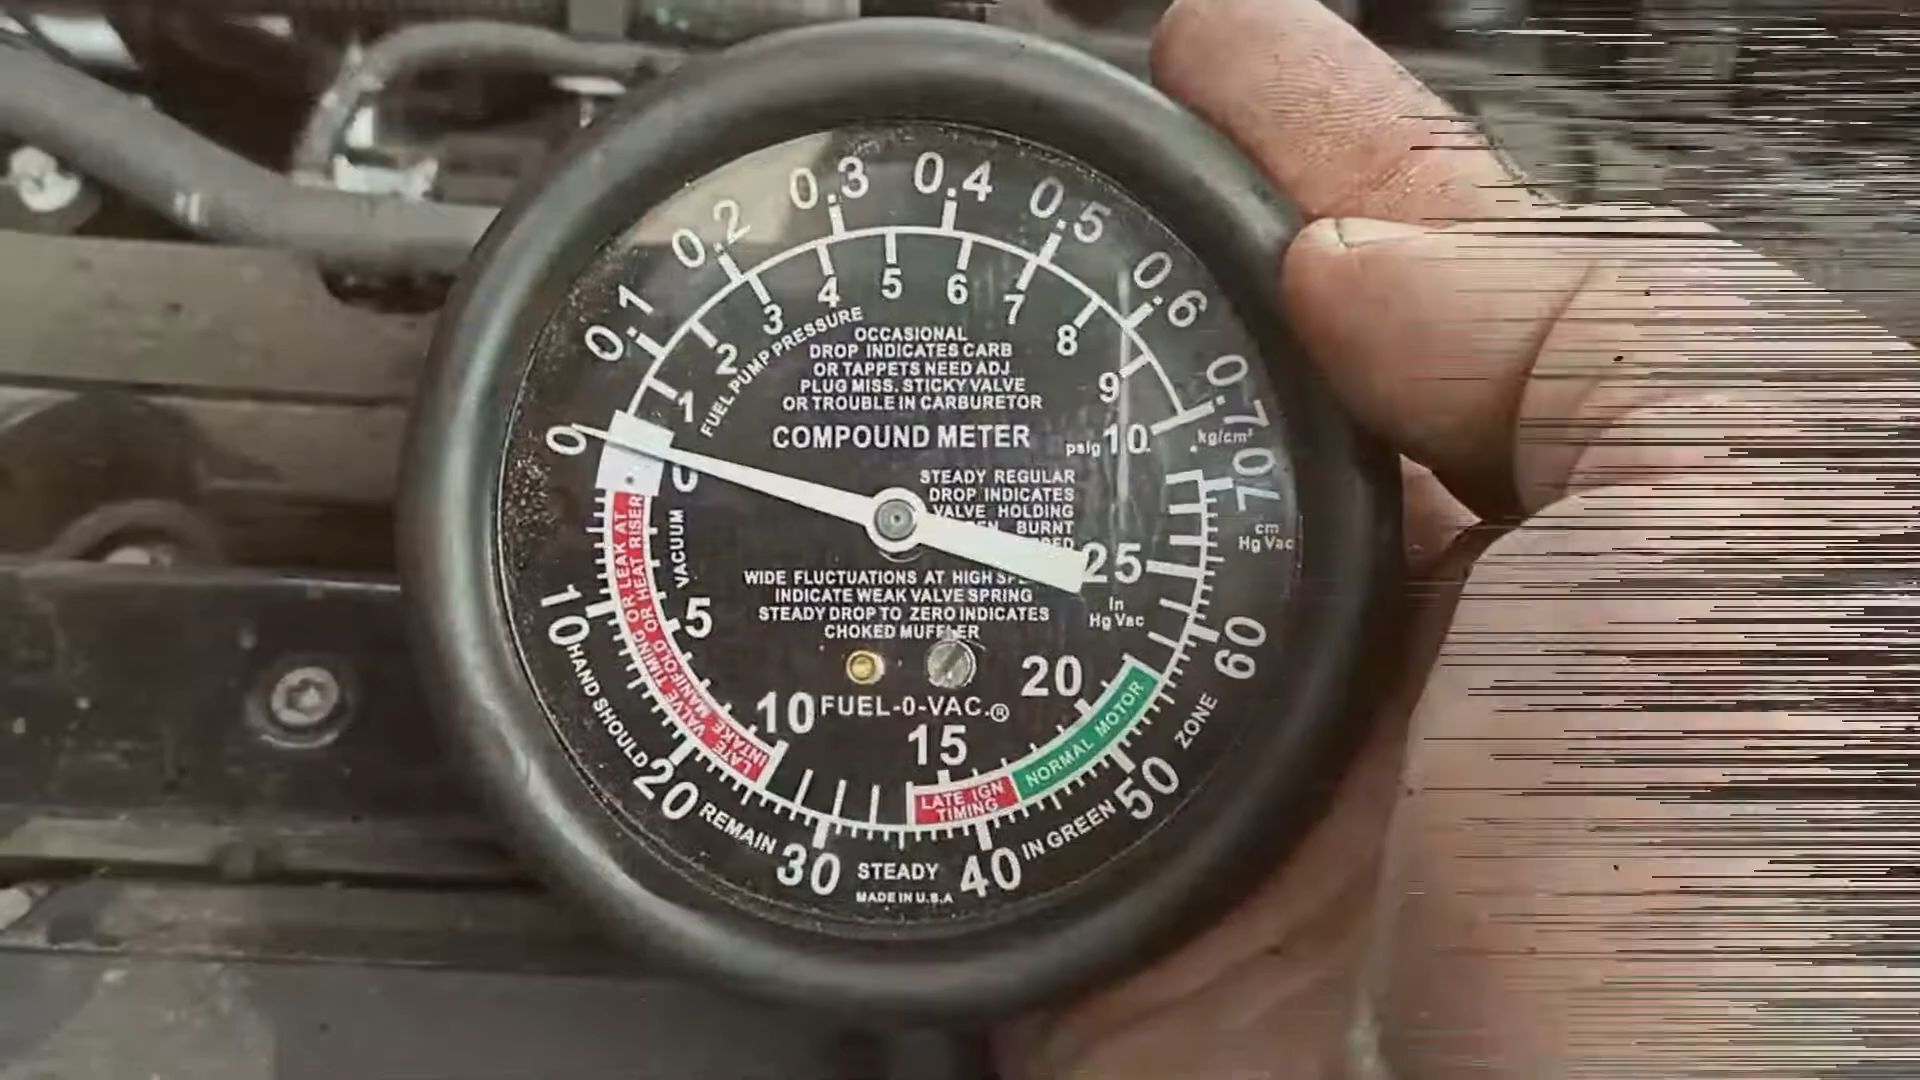 0 0.1 0.2 0.3 0.4 0.5 0.6 0.7
kg/cm²
0 1 2 3 4 5 6 7 8 9 10
psig
FUEL PUMP PRESSURE
OCCASIONAL
DROP INDICATES CARB
OR TAPPETS NEED ADJ
PLUG MISS. STICKY VALVE
OR TROUBLE IN CARBURETOR
COMPOUND METER
STEADY REGULAR
DROP INDICATES
VALVE HOLDING
BURNT
WIDE FLUCTUATIONS AT HIGH
INDICATE WEAK VALVE SPRING
STEADY DROP TO ZERO INDICATES
CHOKED MUFFLER
VACUUM
5 10 15 20 25
In
Hg Vac
FUEL-0-VAC.®
LATE VALVE TIMING OR LEAK AT
INTAKE MANIFOLD OR HEAT RISER
LATE IGN
TIMING
NORMAL MOTOR
10 20 30 40 50 60 70
cm
Hg Vac
HAND SHOULD REMAIN STEADY IN GREEN ZONE
MADE IN U.S.A